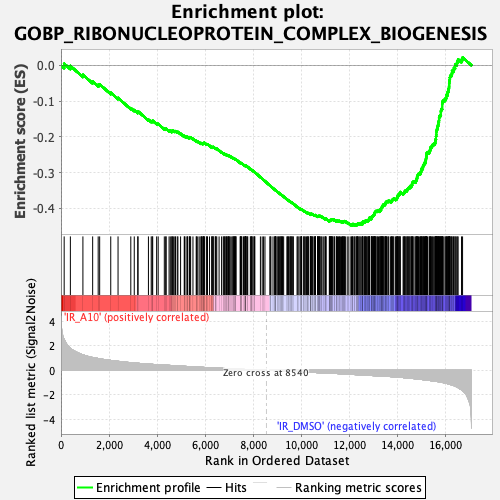 Enrichment plot:
GOBP_RIBONUCLEOPROTEIN_COMPLEX_BIOGENESIS
Enrichment score (ES)
0.0
-0.1
-0.2
-0.3
-0.4
Ranked list metric (Signal2Noise)
'IR_A10' (positively correlated)
4
2
0
-2
-4
Zero cross at 8540
'IR_DMSO' (negatively correlated)
0 2,000 4,000 6,000 8,000 10,000 12,000 14,000 16,000
Rank in Ordered Dataset
Enrichment profile Hits Ranking metric scores